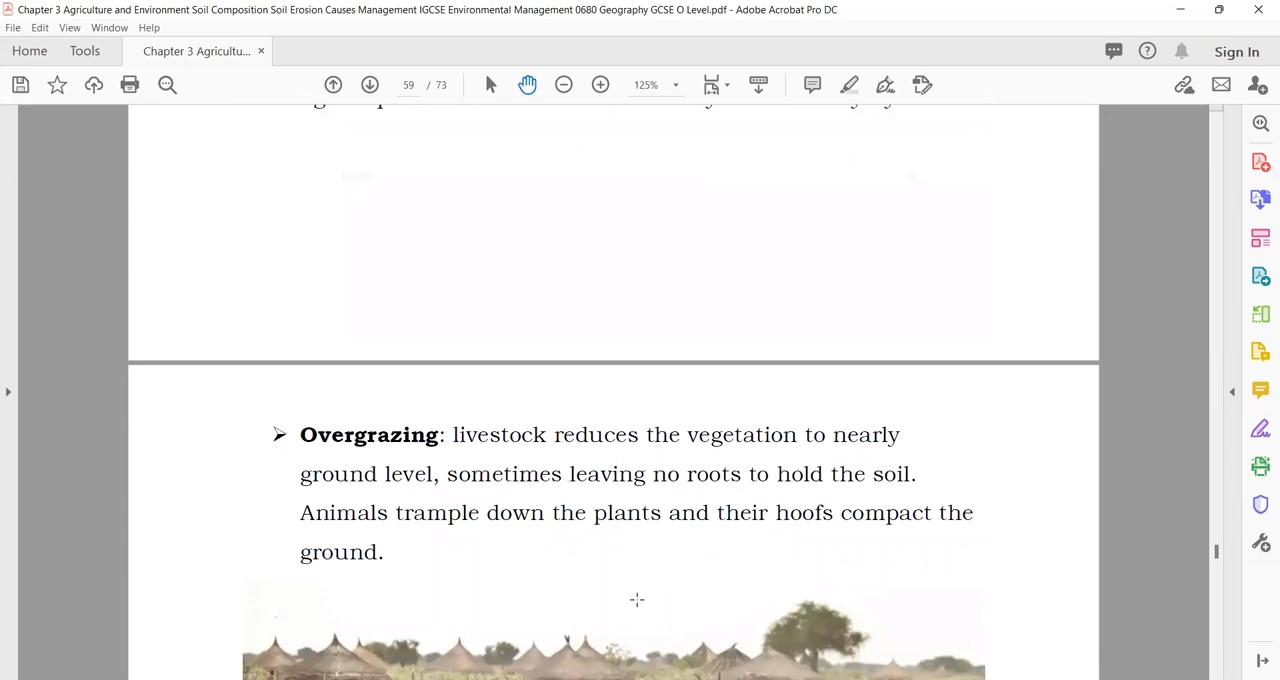 Chapter 3 Agriculture and Environment Soil Composition Soil Erosion Causes Management IGCSE Environmental Management 0680 Geography GCSE O Level.pdf - Adobe Acrobat Pro DC
File Edit View Window Help
Home Tools Chapter 3 Agricultu... × Sign In
59 / 73 125%
➢ Overgrazing: livestock reduces the vegetation to nearly
ground level, sometimes leaving no roots to hold the soil.
Animals trample down the plants and their hoofs compact the
ground.